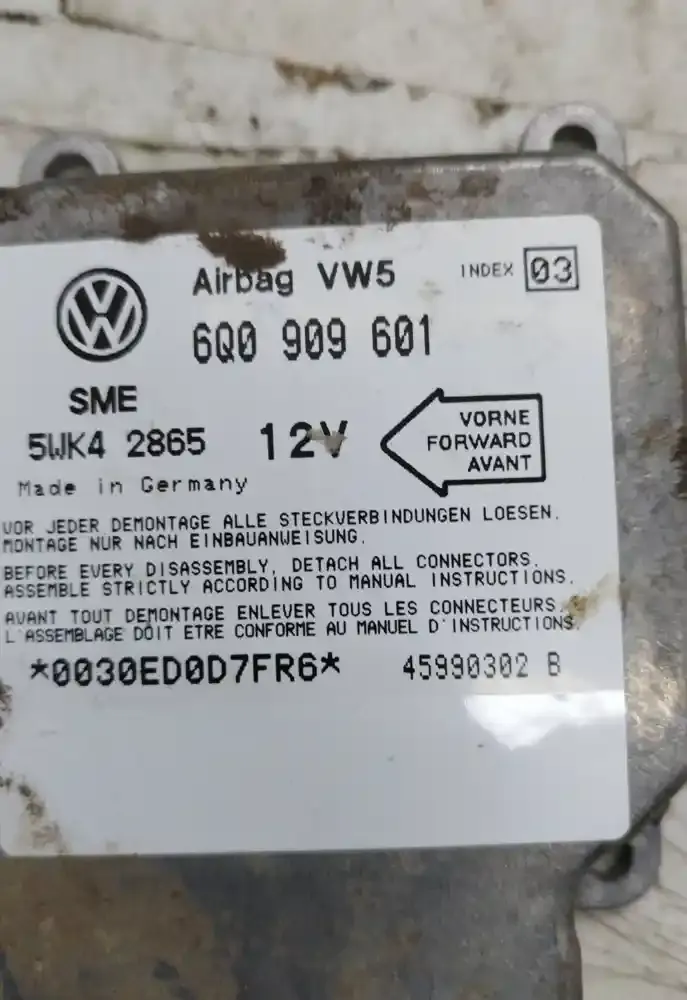 Airbag VW5 INDEX 03
6Q0 909 601
SME
5WK4 2865 12V
VORNE
FORWARD
AVANT
Made in Germany
VOR JEDER DEMONTAGE ALLE STECKVERBINDUNGEN LOESEN.
MONTAGE NUR NACH EINBAUANWEISUNG.
BEFORE EVERY DISASSEMBLY, DETACH ALL CONNECTORS.
ASSEMBLE STRICTLY ACCORDING TO MANUAL INSTRUCTIONS.
AVANT TOUT DEMONTAGE ENLEVER TOUS LES CONNECTEURS.
L'ASSEMBLAGE DOIT ETRE CONFORME AU MANUEL D'INSTRUCTIONS.
*0030ED0D7FR6* 45990302 B